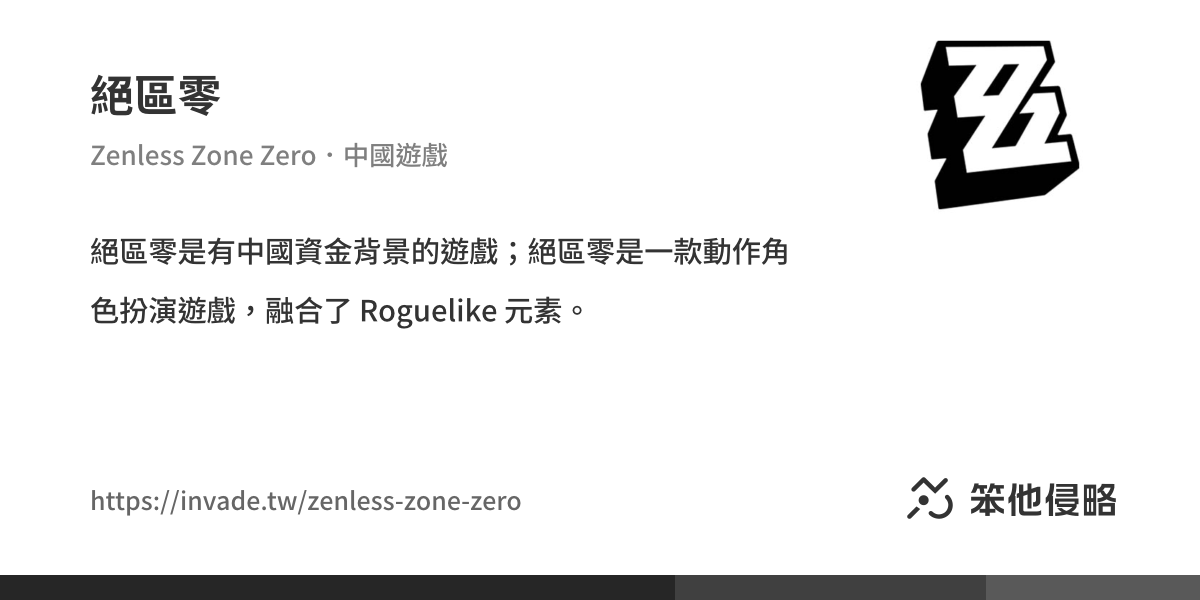 絕區零
Zenless Zone Zero・中國遊戲
絕區零是有中國資金背景的遊戲；絕區零是一款動作角
色扮演遊戲，融合了 Roguelike 元素。
https://invade.tw/zenless-zone-zero
笨他侵略